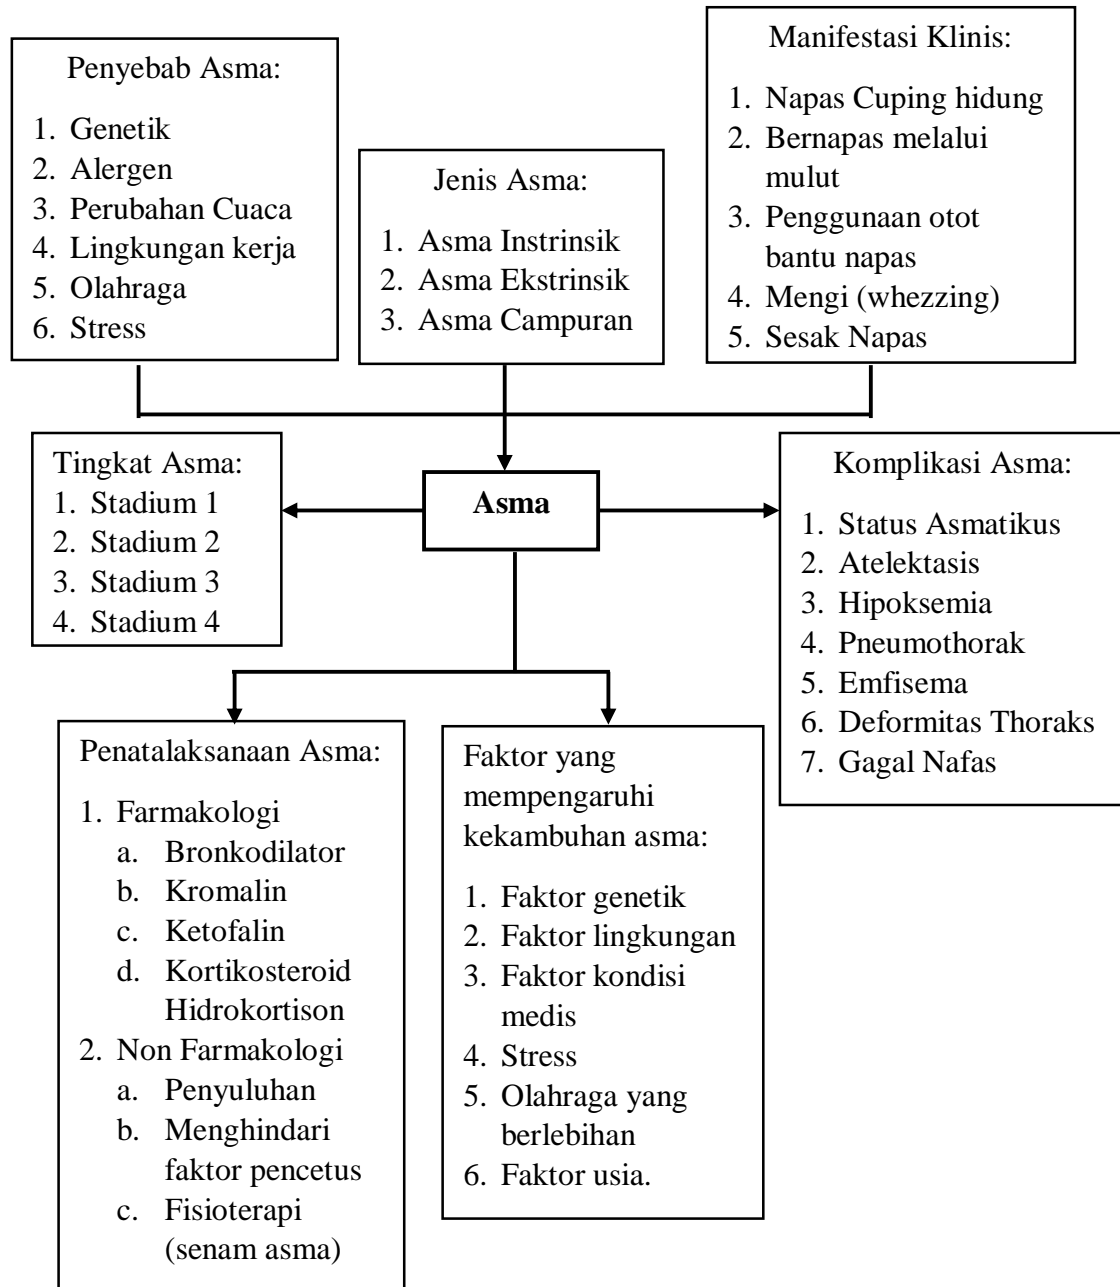 Penyebab Asma:
1. Genetik
2. Alergen
3. Perubahan Cuaca
4. Lingkungan kerja
5. Olahraga
6. Stress
Jenis Asma:
1. Asma Instrinsik
2. Asma Ekstrinsik
3. Asma Campuran
Manifestasi Klinis:
1. Napas Cuping hidung
2. Bernapas melalui
mulut
3. Penggunaan otot
bantu napas
4. Mengi (whezzing)
5. Sesak Napas
Tingkat Asma:
1. Stadium 1
2. Stadium 2
3. Stadium 3
4. Stadium 4
Asma
Komplikasi Asma:
1. Status Asmatikus
2. Atelektasis
3. Hipoksemia
4. Pneumothorak
5. Emfisema
6. Deformitas Thoraks
7. Gagal Nafas
Penatalaksanaan Asma:
1. Farmakologi
a. Bronkodilator
b. Kromalin
c. Ketofalin
d. Kortikosteroid
Hidrokortison
2. Non Farmakologi
a. Penyuluhan
b. Menghindari
faktor pencetus
c. Fisioterapi
(senam asma)
Faktor yang
mempengaruhi
kekambuhan asma:
1. Faktor genetik
2. Faktor lingkungan
3. Faktor kondisi
medis
4. Stress
5. Olahraga yang
berlebihan
6. Faktor usia.